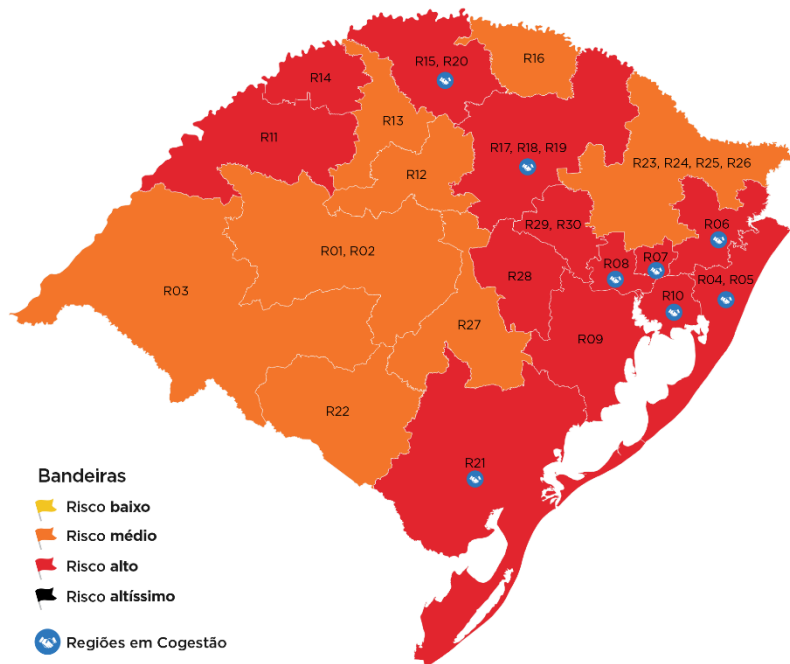 R15, R20
R16
R14
R13
R11
R17, R18, R19
R23, R24, R25, R26
R12
R29, R30
R06
R01, R02
R07
R08
R28
R04, R05
R03
R10
R27
R09
R22
R21
Bandeiras
Risco baixo
Risco médio
Risco alto
Risco altíssimo
Regiões em Cogestão